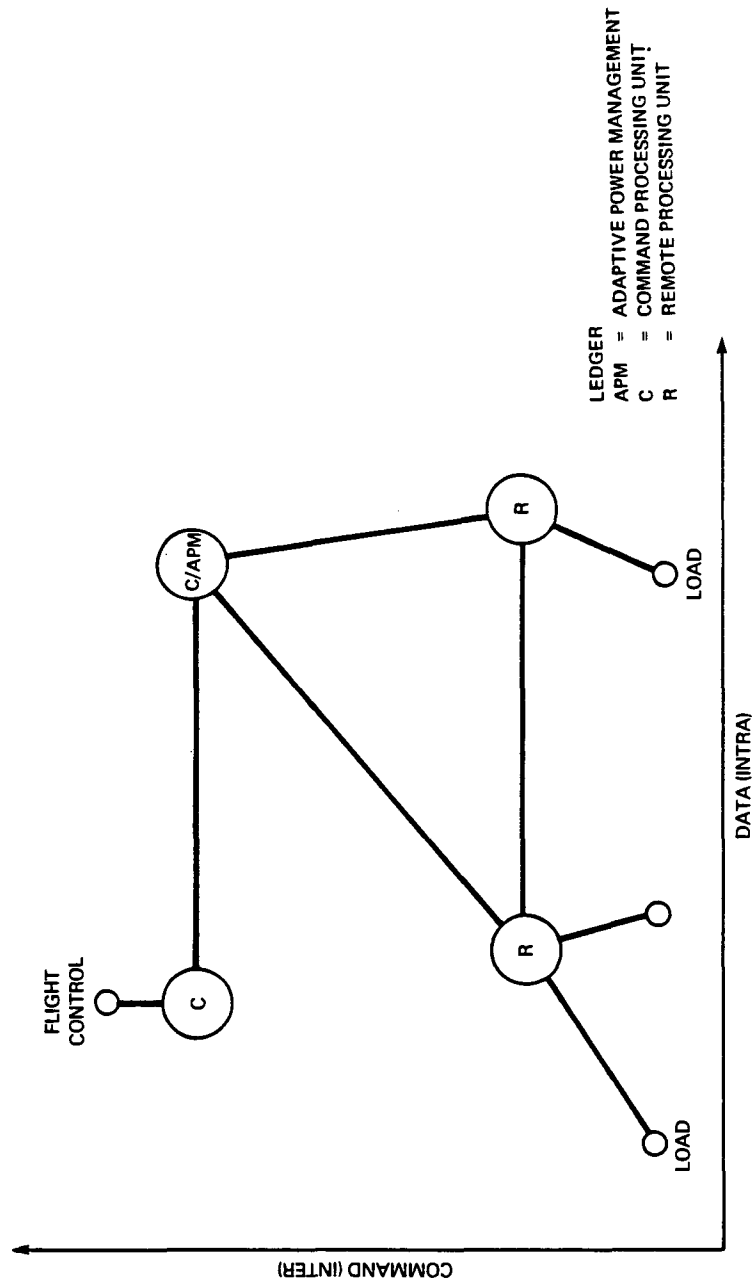 FLIGHT
CONTROL
C
C/APM
R
R
LOAD
LOAD
COMMAND (INTER)
DATA (INTRA)
LEDGER
APM = ADAPTIVE POWER MANAGEMENT
C = COMMAND PROCESSING UNIT
R = REMOTE PROCESSING UNIT